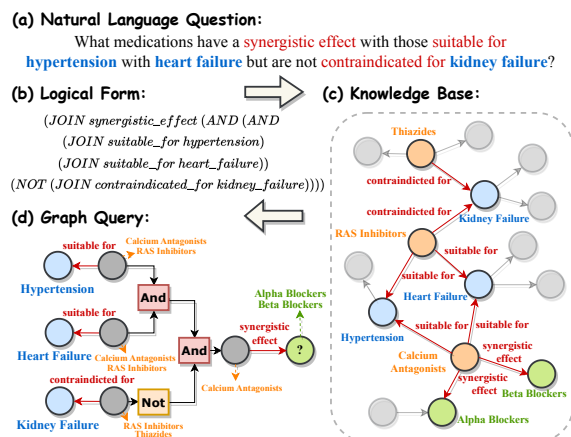 (a) Natural Language Question:
What medications have a synergistic effect with those suitable for
hypertension with heart failure but are not contraindicated for kidney failure?
(b) Logical Form:
(JOIN synergistic_effect (AND (AND
(JOIN suitable_for hypertension)
(JOIN suitable_for heart_failure))
(NOT (JOIN contraindicated_for kidney_failure))))
(c) Knowledge Base:
Thiazides
contraindicted for
contraindicted for
Kidney Failure
RAS Inhibitors
suitable for
suitable for
Heart Failure
Hypertension
suitable for
suitable for
Calcium
Antagonists
synergistic
effect
synergistic
effect
Beta Blockers
Alpha Blockers
(d) Graph Query:
suitable for
Calcium Antagonists
RAS Inhibitors
Hypertension
And
suitable for
Heart Failure
Calcium Antagonists
RAS Inhibitors
And
Alpha Blockers
Beta Blockers
synergistic
effect
?
Calcium Antagonists
contraindicted for
Not
Kidney Failure
RAS Inhibitors
Thiazides